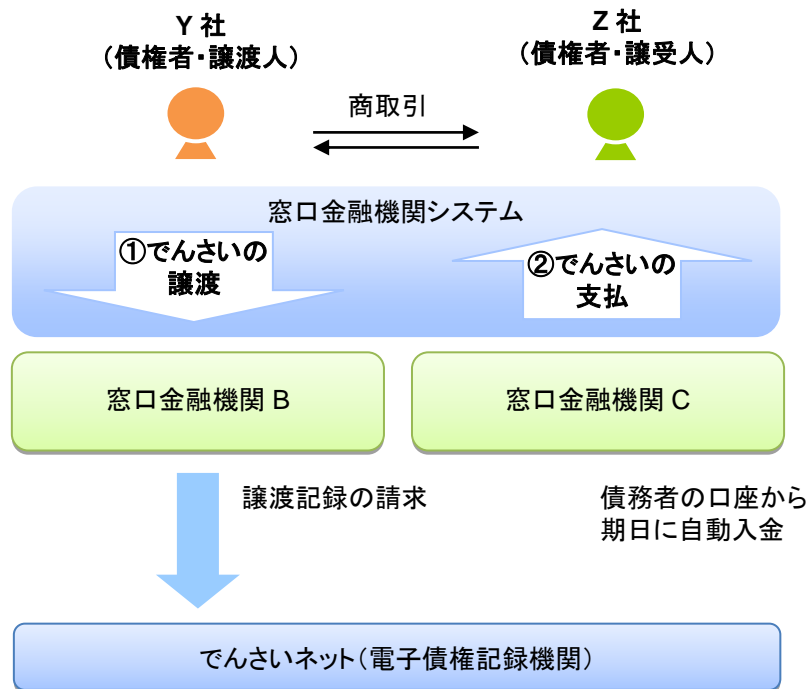 Y 社
（債権者・譲渡人）
Z 社
（債権者・譲受人）
商取引
窓口金融機関システム
①でんさいの
譲渡
②でんさいの
支払
窓口金融機関 B
窓口金融機関 C
譲渡記録の請求
債務者の口座から
期日に自動入金
でんさいネット（電子債権記録機関）